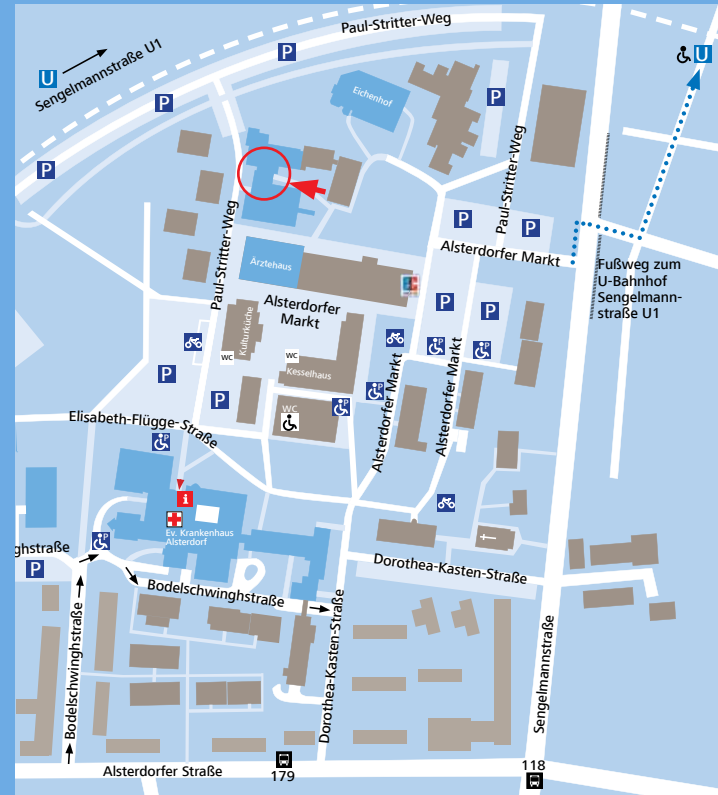 Paul-Stritter-Weg
U
Sengelmannstraße U1
P
P
P
P
U
Eichenhof
P
Paul-Stritter-Weg
Paul-Stritter-Weg
P
P
Alsterdorfer Markt
Ärztehaus
Fußweg zum
U-Bahnhof
Sengelmann-
straße U1
Alsterdorfer
Markt
P
P
Kulturküche
WC
WC
Kesselhaus
P
P
P
P
P
P
WC
P
Alsterdorfer Markt
Alsterdorfer Markt
Elisabeth-Flügge-Straße
P
i
Ev. Krankenhaus
Alsterdorf
ghstraße
P
P
Bodelschwinghstraße
Dorothea-Kasten-Straße
Bodelschwinghstraße
Dorothea-Kasten-Straße
Sengelmannstraße
Alsterdorfer Straße
179
118